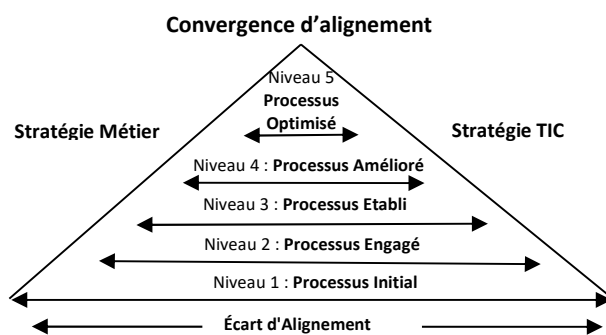 Convergence d’alignement
Niveau 5
Processus
Optimisé
Stratégie Métier
Stratégie TIC
Niveau 4 : Processus Amélioré
Niveau 3 : Processus Etabli
Niveau 2 : Processus Engagé
Niveau 1 : Processus Initial
Écart d'Alignement